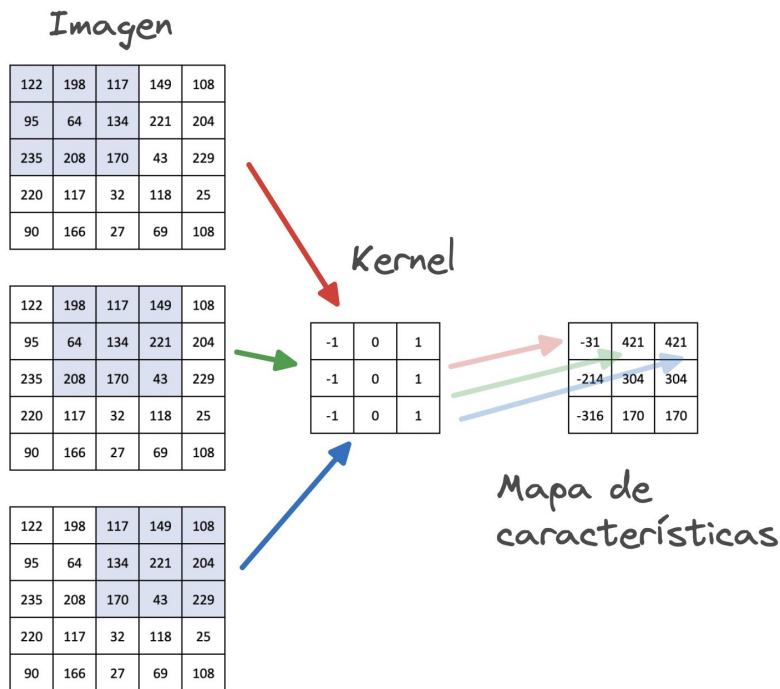 Imagen
122 198 117 149 108
95 64 134 221 204
235 208 170 43 229
220 117 32 118 25
90 166 27 69 108
122 198 117 149 108
95 64 134 221 204
235 208 170 43 229
220 117 32 118 25
90 166 27 69 108
122 198 117 149 108
95 64 134 221 204
235 208 170 43 229
220 117 32 118 25
90 166 27 69 108
Kernel
-1 0 1
-1 0 1
-1 0 1
-31 421 421
-214 304 304
-316 170 170
Mapa de
características